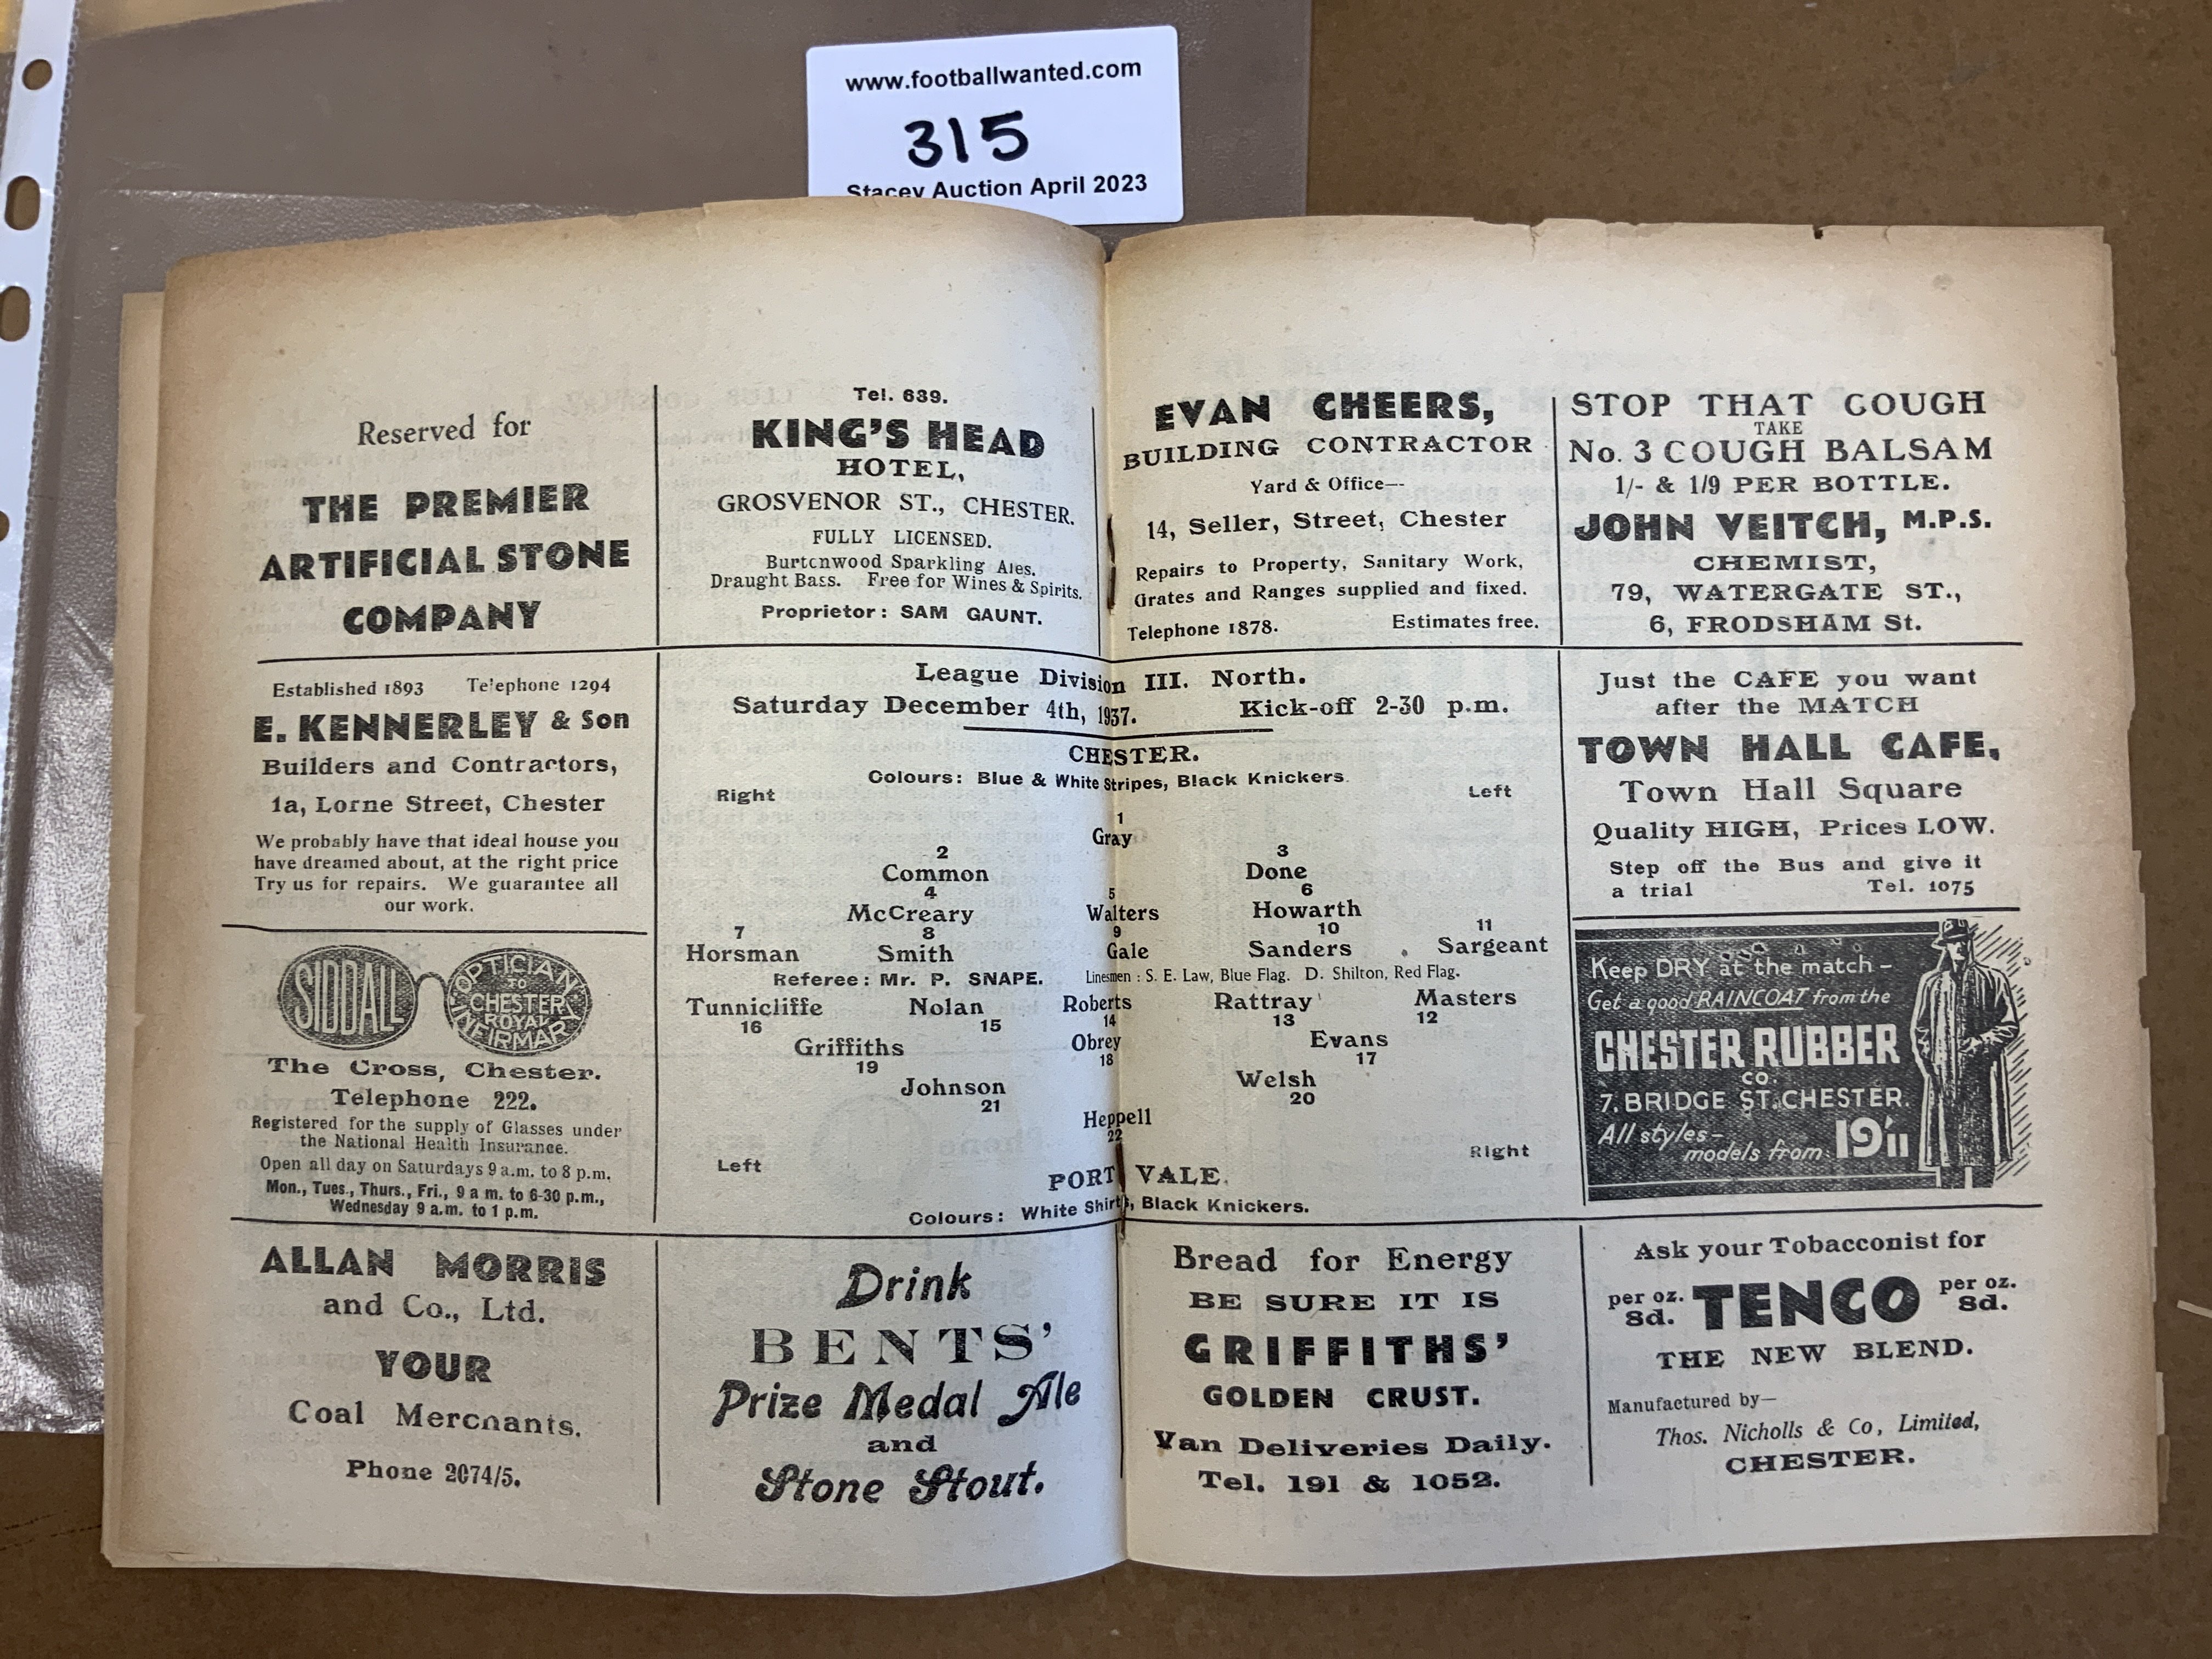 www.footballwanted.com
315
Stacey Auction April 2023
Reserved for
THE PREMIER
ARTIFICIAL STONE
COMPANY
Tel. 639.
KING'S HEAD
HOTEL,
GROSVENOR ST., CHESTER.
FULLY LICENSED.
Burtonwood Sparkling Ales.
Draught Bass. Free for Wines & Spirits.
Proprietor: SAM GAUNT.
EVAN CHEERS,
BUILDING CONTRACTOR
Yard & Office--
14, Seller, Street, Chester
Repairs to Property, Sanitary Work,
Grates and Ranges supplied and fixed.
Telephone 1878. Estimates free.
STOP THAT COUGH
TAKE
No. 3 COUGH BALSAM
1/- & 1/9 PER BOTTLE.
JOHN VEITCH, M.P.S.
CHEMIST,
79, WATERGATE ST.,
6, FRODSHAM St.
Established 1893 Telephone 1294
E. KENNERLEY & Son
Builders and Contractors,
1a, Lorne Street, Chester
We probably have that ideal house you
have dreamed about, at the right price
Try us for repairs. We guarantee all
our work.
SIDDALL
OPTICIAN
TO
CHESTER
ROYAL
INFIRMARY
The Cross, Chester.
Telephone 222.
Registered for the supply of Glasses under
the National Health Insurance.
Open all day on Saturdays 9 a.m. to 8 p.m.
Mon., Tues., Thurs., Fri., 9 a m. to 6-30 p.m.,
Wednesday 9 a.m. to 1 p.m.
League Division III. North.
Saturday December 4th, 1937. Kick-off 2-30 p.m.
CHESTER.
Colours: Blue & White Stripes, Black Knickers.
Right Left
1
Gray
2 3
Common Done
4 5 6
McCreary Walters Howarth
7 8 9 10 11
Horsman Smith Gale Sanders Sargeant
Referee: Mr. P. SNAPE. Linesmen: S. E. Law, Blue Flag. D. Shilton, Red Flag.
Tunnicliffe Nolan Roberts Rattray Masters
16 15 14 13 12
Griffiths Obrey Evans
19 18 17
Johnson Welsh
21 20
Heppell
22
Left Right
PORT VALE.
Colours: White Shirts, Black Knickers.
Just the CAFE you want
after the MATCH
TOWN HALL CAFE,
Town Hall Square
Quality HIGH, Prices LOW.
Step off the Bus and give it
a trial Tel. 1075
Keep DRY at the match -
Get a good RAINCOAT from the
CHESTER RUBBER
CO.
7, BRIDGE ST. CHESTER.
All styles -
models from 19'11
ALLAN MORRIS
and Co., Ltd.
YOUR
Coal Merchants.
Phone 2074/5.
Drink
BENTS'
Prize Medal Ale
and
Stone Stout.
Bread for Energy
BE SURE IT IS
GRIFFITHS'
GOLDEN CRUST.
Van Deliveries Daily.
Tel. 191 & 1052.
Ask your Tobacconist for
per oz. 8d. TENCO per oz. 8d.
THE NEW BLEND.
Manufactured by—
Thos. Nicholls & Co, Limited,
CHESTER.